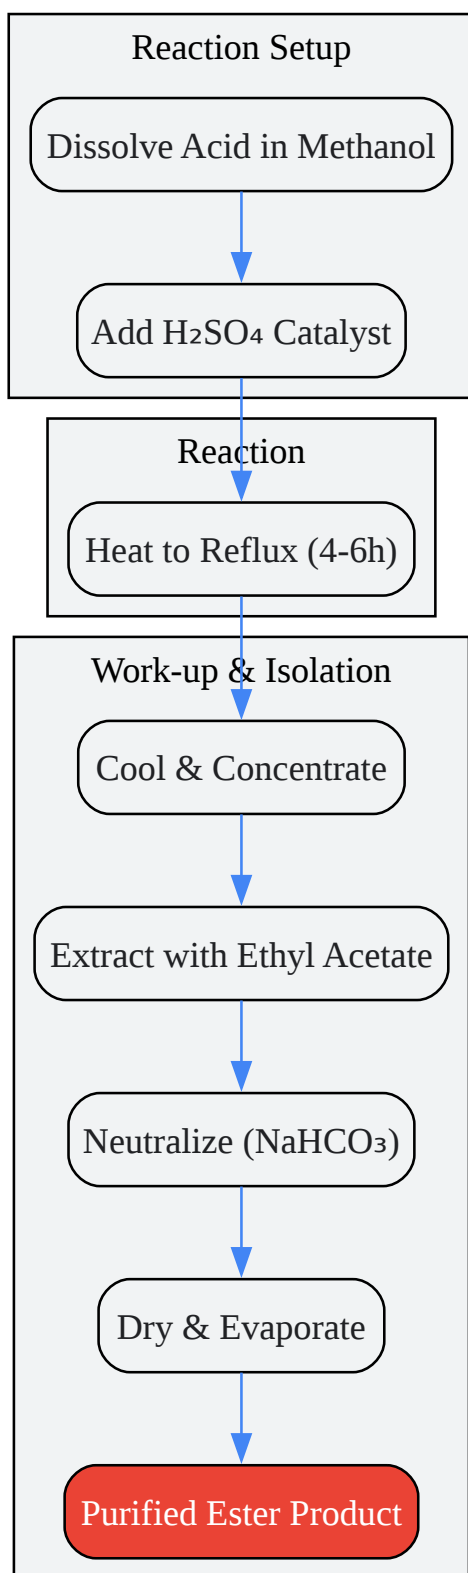 Reaction Setup
Dissolve Acid in Methanol
Add H₂SO₄ Catalyst
Reaction
Heat to Reflux (4-6h)
Work-up & Isolation
Cool & Concentrate
Extract with Ethyl Acetate
Neutralize (NaHCO₃)
Dry & Evaporate
Purified Ester Product